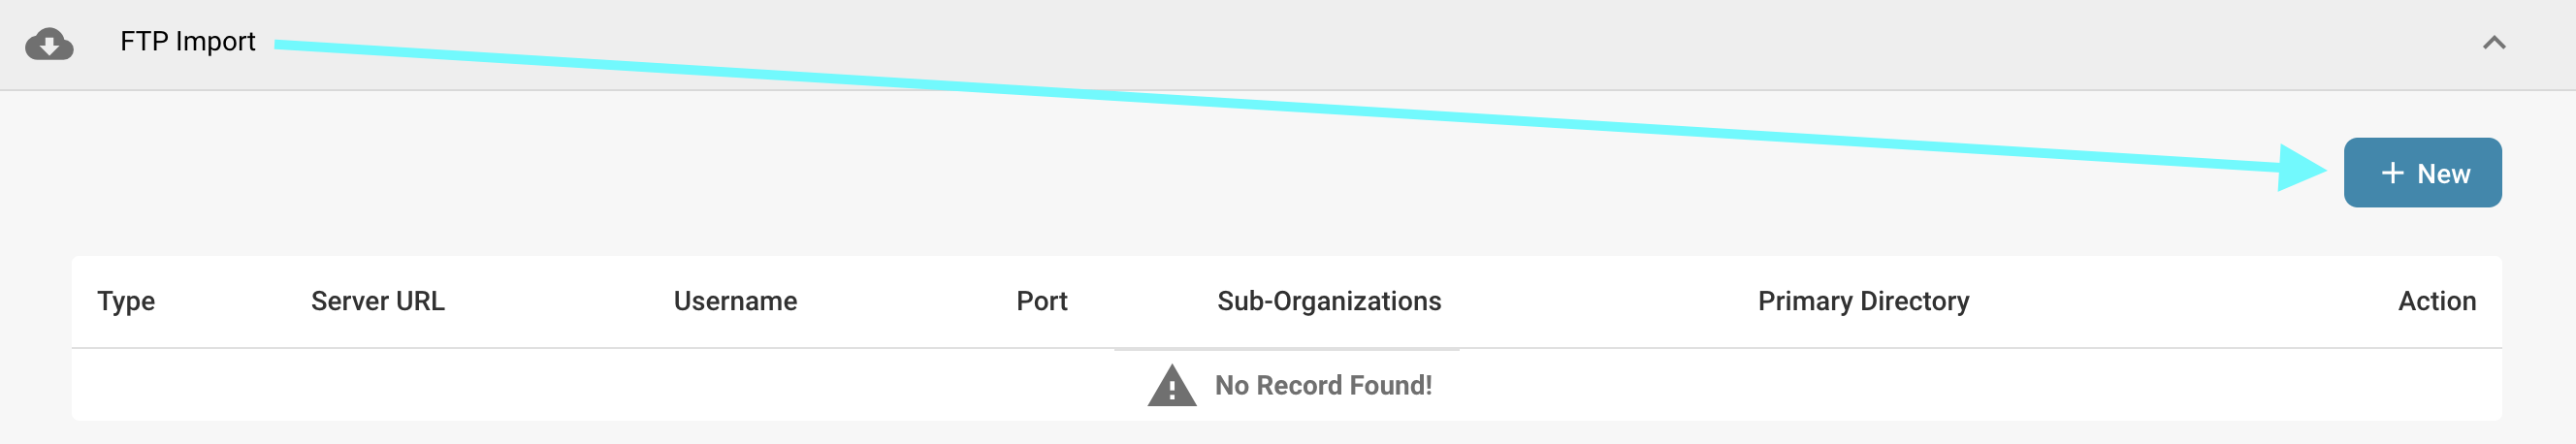 FTP Import
+ New
Type Server URL Username Port Sub-Organizations Primary Directory Action
No Record Found!